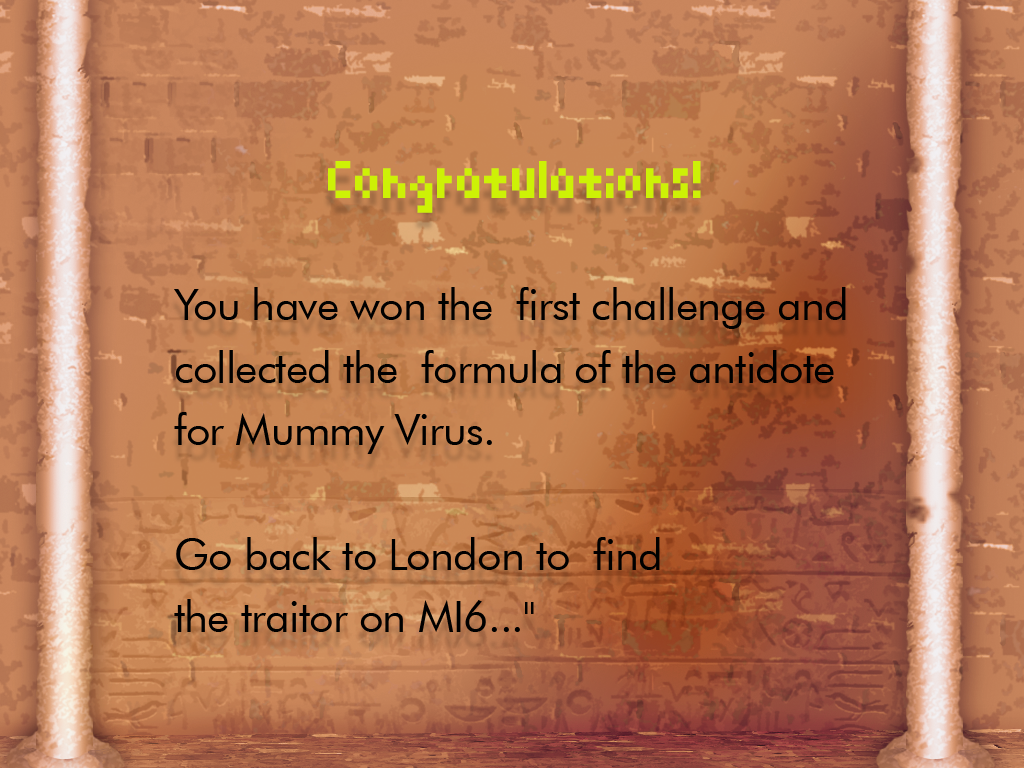 Congratulations!
You have won the first challenge and
collected the formula of the antidote
for Mummy Virus.
Go back to London to find
the traitor on MI6..."